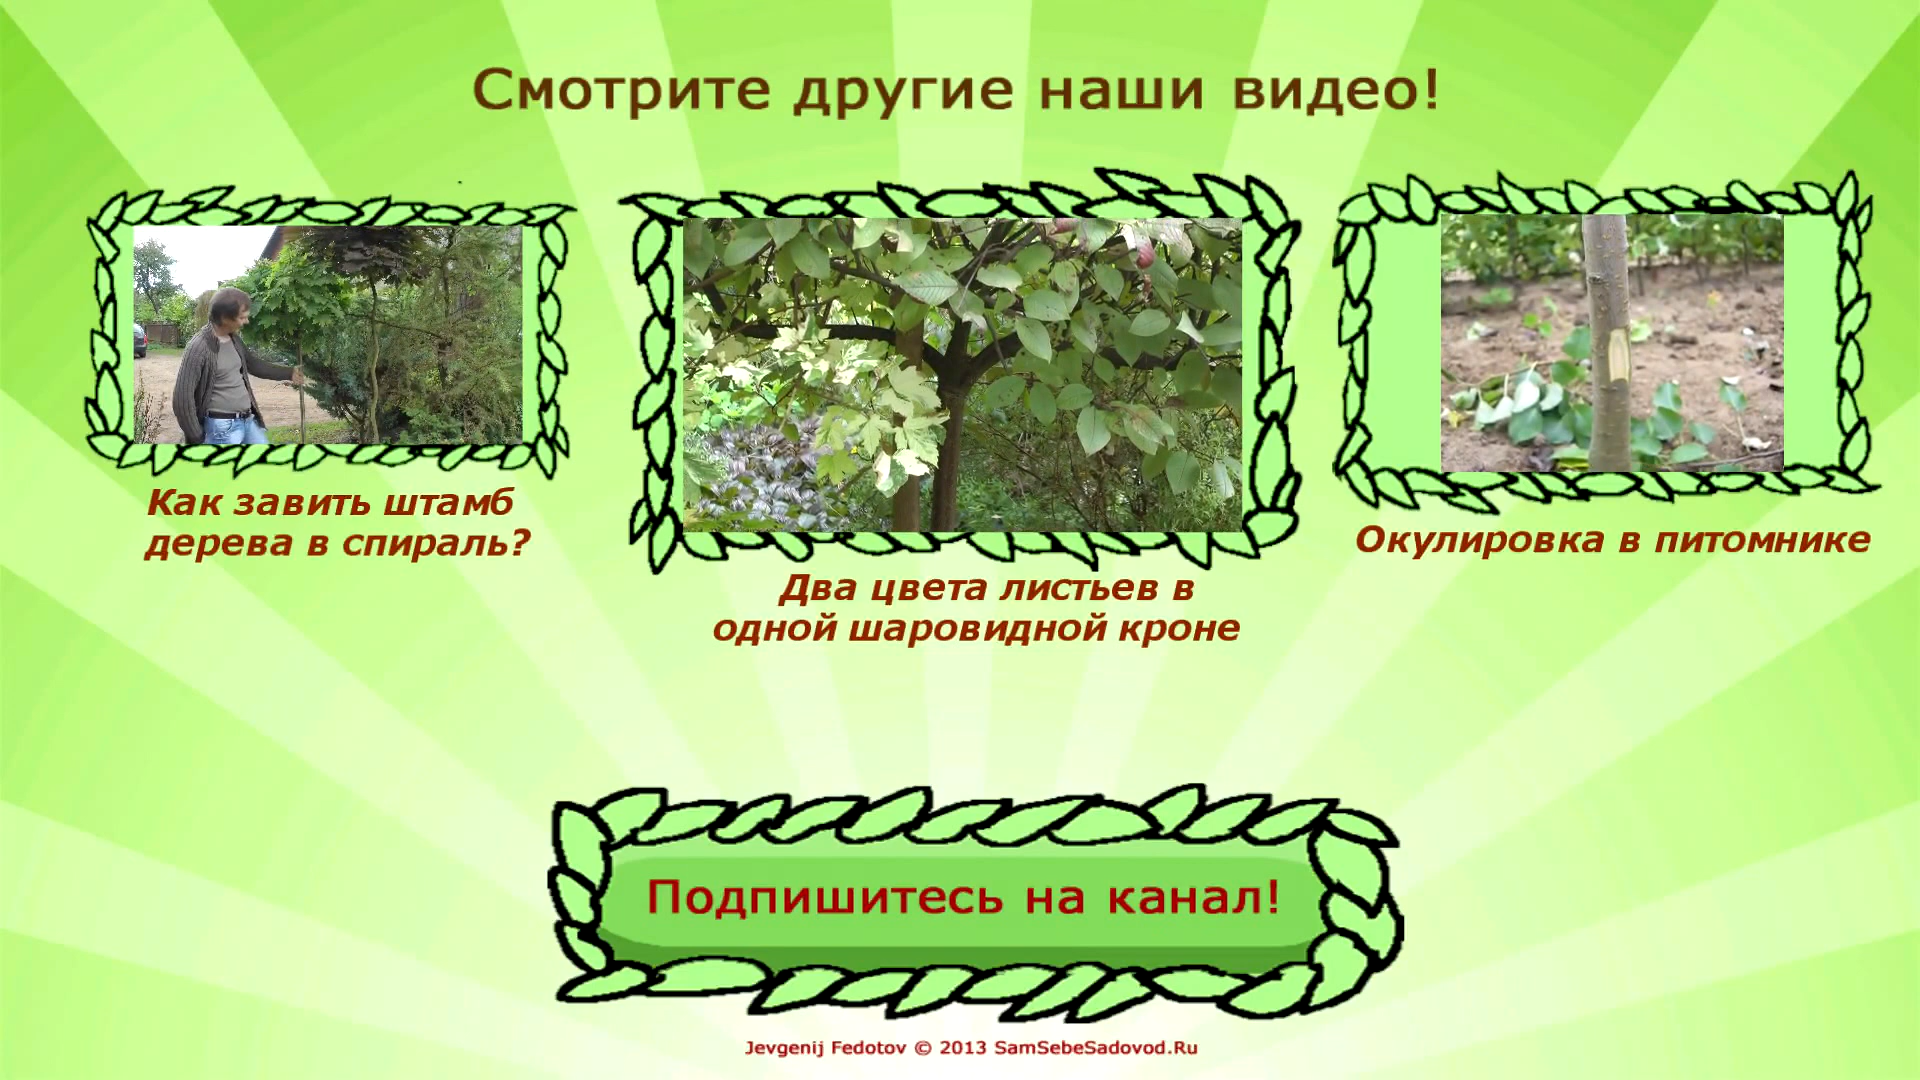 Смотрите другие наши видео!
Как завить штамб
дерева в спираль?
Два цвета листьев в
одной шаровидной кроне
Окулировка в питомнике
Подпишитесь на канал!
Jevgenij Fedotov © 2013 SamSebeSadovod.Ru